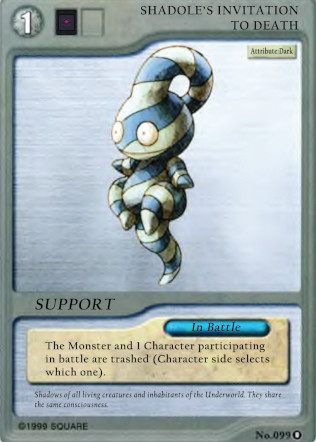 1
SHADOLE'S INVITATION
TO DEATH
Attribute:Dark
SUPPORT
In Battle
The Monster and 1 Character participating
in battle are trashed (Character side selects
which one).
Shadows of all living creatures and inhabitants of the Underworld. They share
the same consciousness.
©1999 SQUARE
No.099